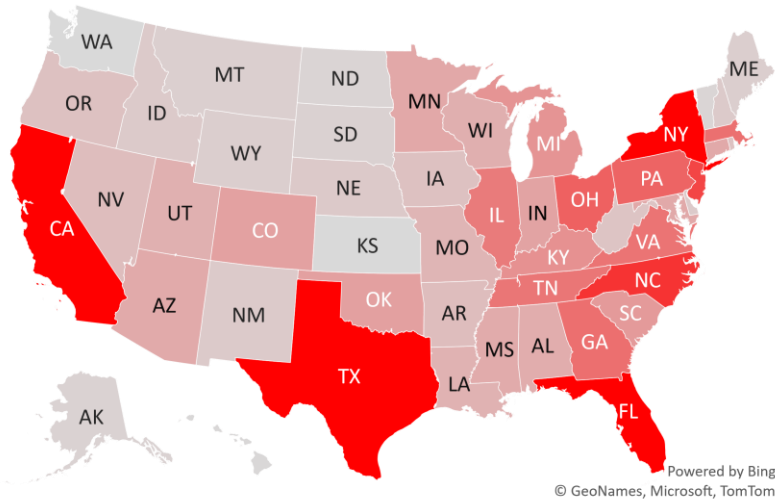 WA
ME
MT
ND
MN
OR
ID
SD
WI
NY
MI
WY
IA
PA
NE
NV
IL
IN
OH
UT
CO
CA
KS
MO
VA
KY
NC
TN
OK
AZ
NM
AR
SC
MS
AL
GA
TX
LA
FL
AK
Powered by Bing
© GeoNames, Microsoft, TomTom